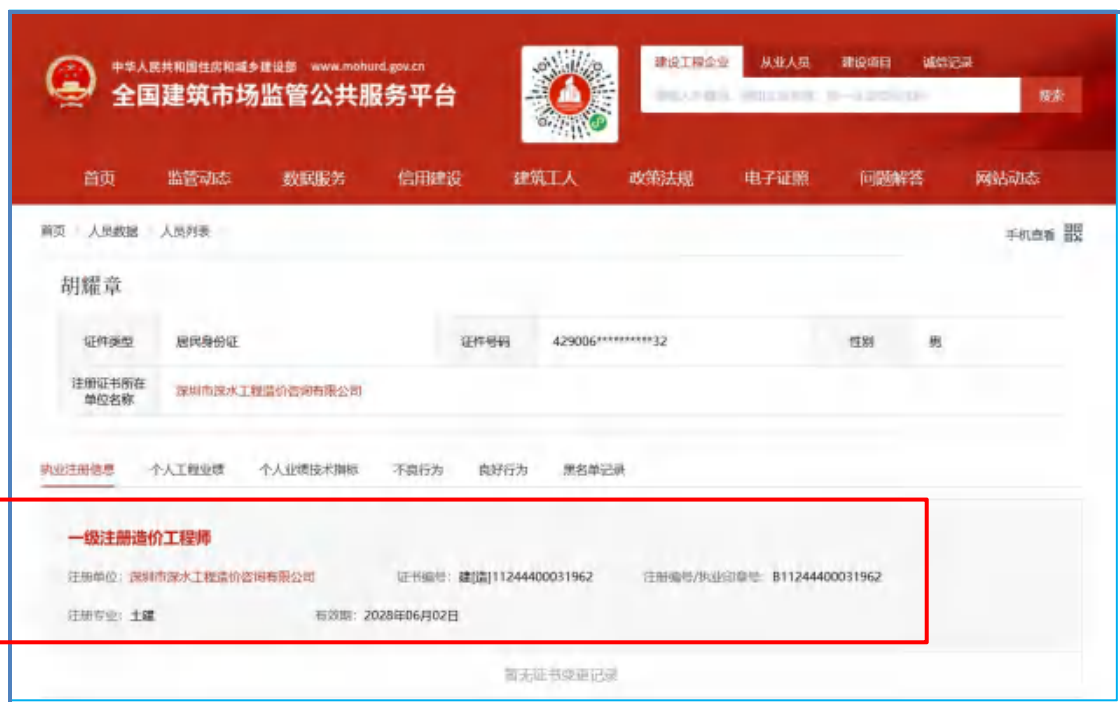 中华人民共和国住房和城乡建设部 www.mohurd.gov.cn
全国建筑市场监管公共服务平台
建设工程企业 从业人员 建设项目 诚信记录
搜索
首页 监管动态 数据服务 信用建设 建筑工人 政策法规 电子证照 问题解答 网站动态
首页 人员数据 人员列表
手机查看
胡耀章
证件类型 居民身份证 证件号码 429006**********32 性别 男
注册证书所在
单位名称
深圳市深水工程造价咨询有限公司
执业注册信息 个人工程业绩 个人业绩技术指标 不良行为 良好行为 黑名单记录
一级注册造价工程师
注册单位：深圳市深水工程造价咨询有限公司 证书编号：建[造]11244400031962 注册编号/执业印章号：B11244400031962
注册专业：土建 有效期：2028年06月02日
暂无证书变更记录